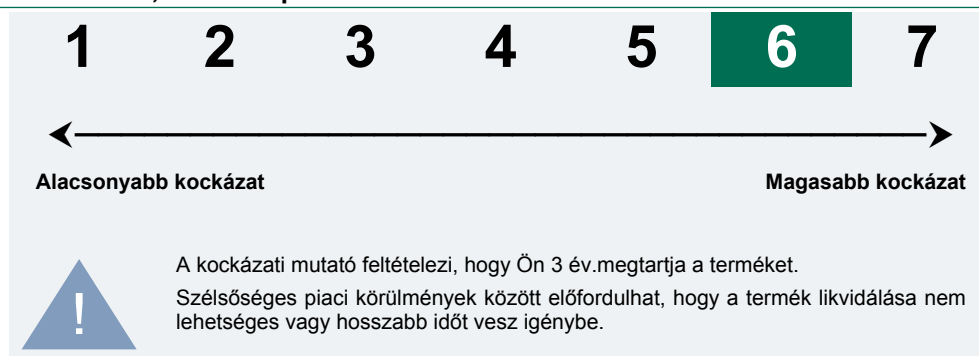 1 2 3 4 5 6 7
Alacsonyabb kockázat Magasabb kockázat
A kockázati mutató feltételezi, hogy Ön 3 év.megtartja a terméket.
Szélsőséges piaci körülmények között előfordulhat, hogy a termék likvidálása nem
lehetséges vagy hosszabb időt vesz igénybe.
!